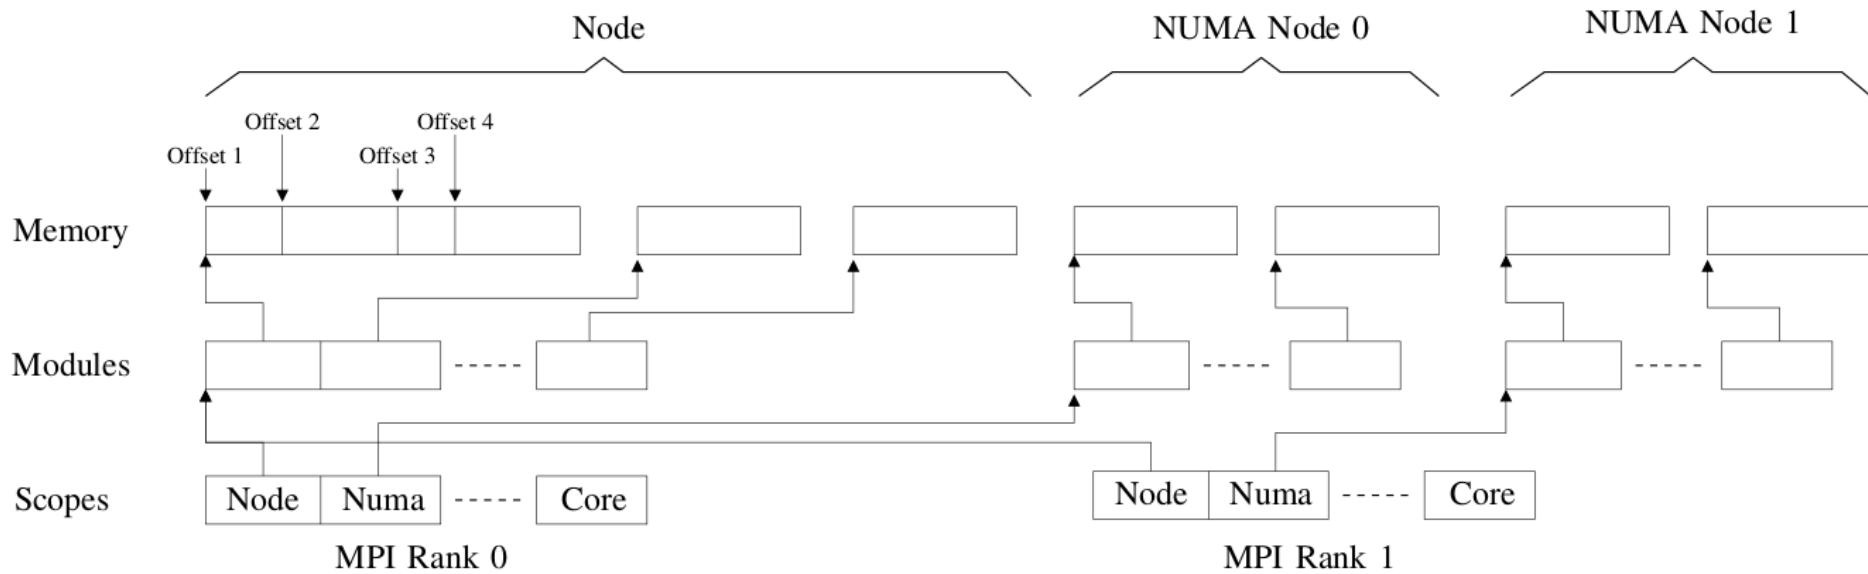 Node
NUMA Node 0
NUMA Node 1
Offset 2
Offset 4
Offset 1
Offset 3
Memory
Modules
Scopes
Node
Numa
Core
Node
Numa
Core
MPI Rank 0
MPI Rank 1